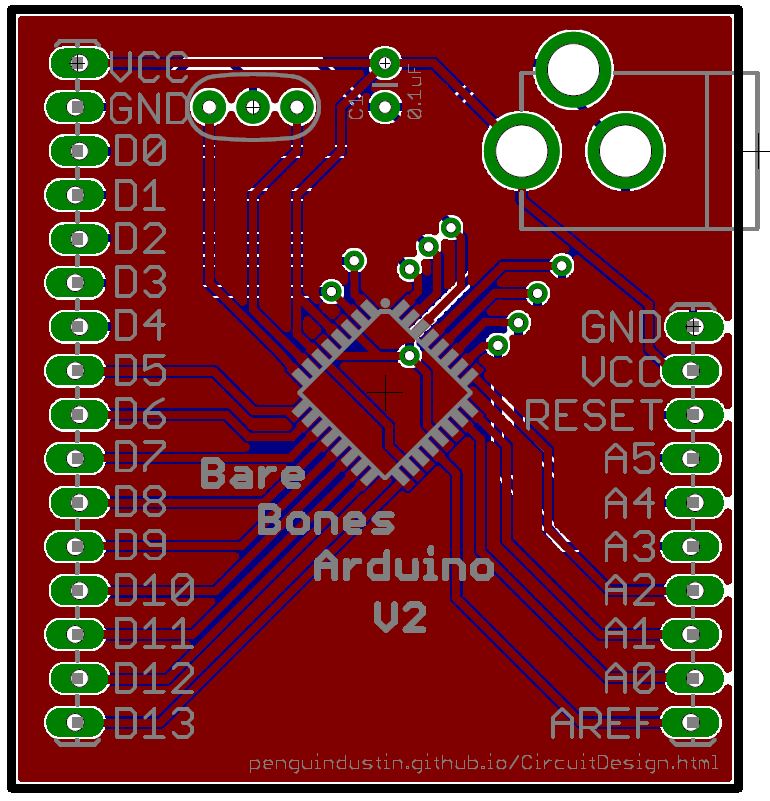 VCC
GND
D0
D1
D2
D3
D4
D5
D6
D7
D8
D9
D10
D11
D12
D13
C1
0.1uF
GND
VCC
RESET
A5
A4
A3
A2
A1
A0
AREF
Bare
Bones
Arduino
V2
penguindustin.github.io/CircuitDesign.html